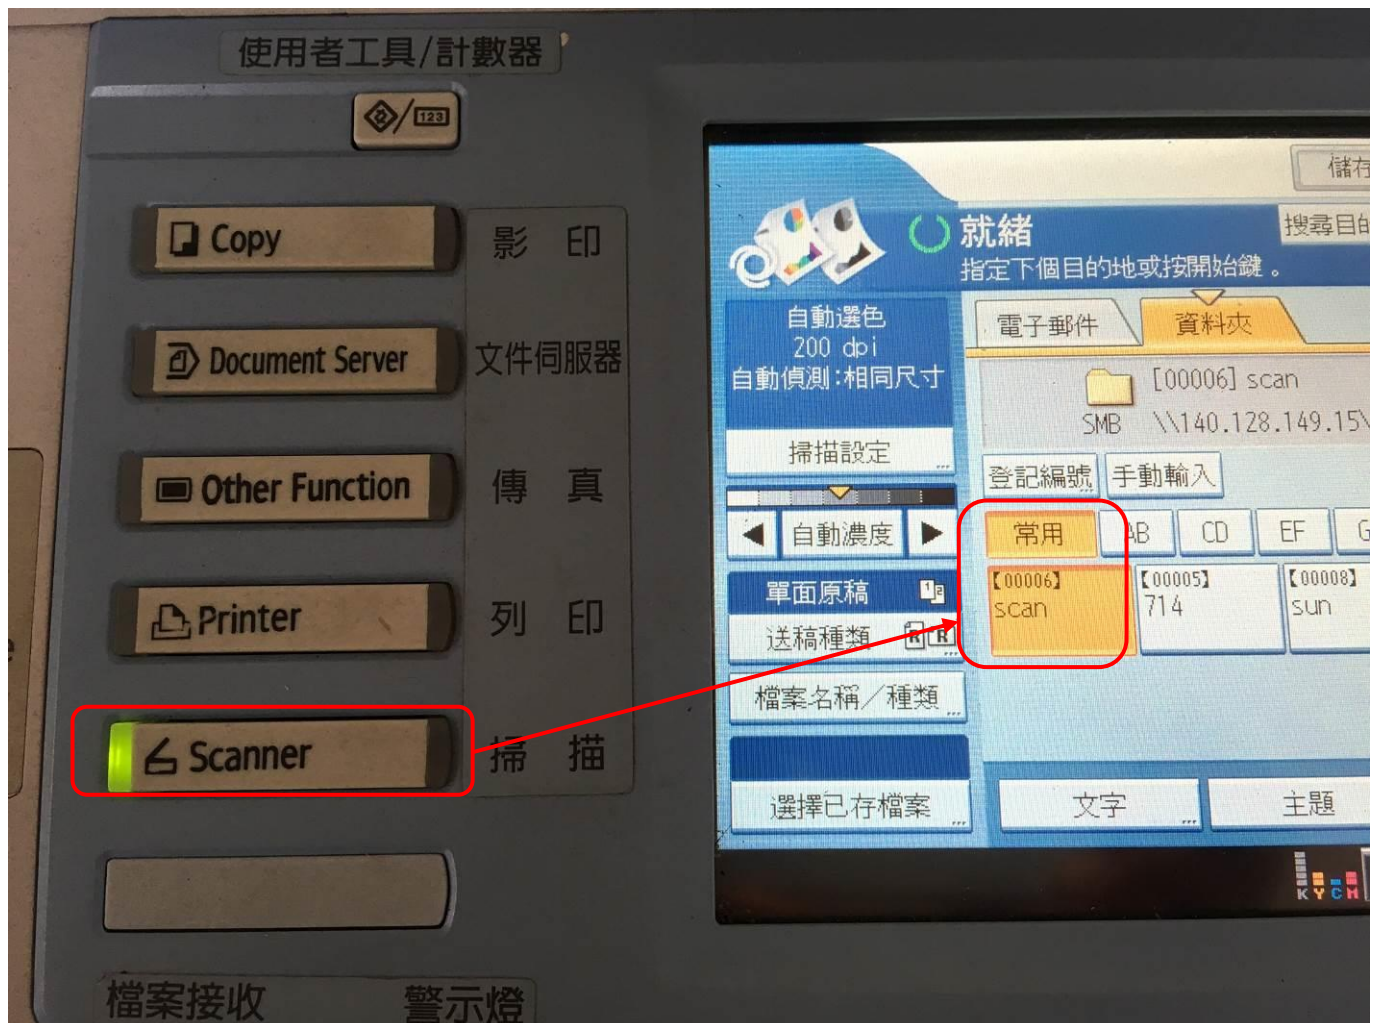 使用者工具/計數器
123
Copy
影 印
Document Server
文件伺服器
Other Function
傳 真
Printer
列 印
Scanner
掃 描
檔案接收
警示燈
儲存
就緒
搜尋目的
指定下個目的地或按開始鍵。
自動選色
200 dpi
自動偵測:相同尺寸
電子郵件
資料夾
[00006] scan
SMB \\140.128.149.15\
掃描設定
登記編號
手動輸入
自動濃度
常用
AB
CD
EF
G
單面原稿
送稿種類
R R
【00006】
scan
【00005】
714
【00008】
sun
檔案名稱/種類
選擇已存檔案
文字
主題
K Y C M